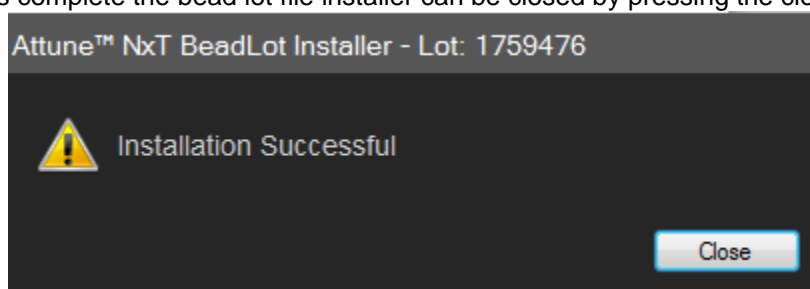 s complete the bead lot file installer can be closed by pressing the clo
Attune™ NxT BeadLot Installer - Lot: 1759476
Installation Successful
Close